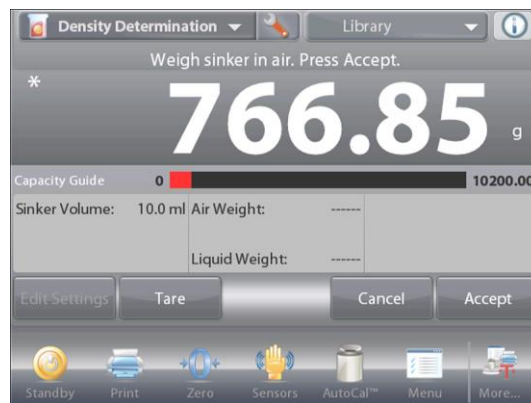 Density Determination Library
Weigh sinker in air. Press Accept.
* 766.85 g
Capacity Guide 0 10200.00
Sinker Volume: 10.0 ml Air Weight: ------
Liquid Weight: ------
Edit Settings Tare Cancel Accept
Standby Print Zero Sensors AutoCal™ Menu More...